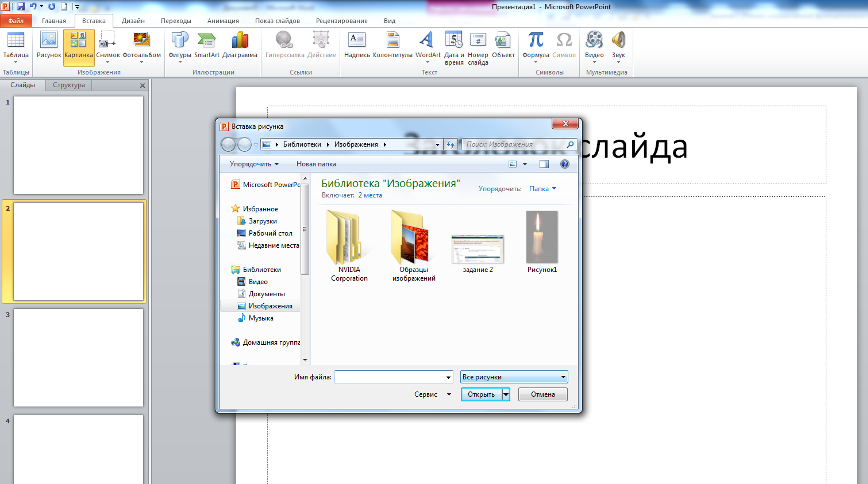 Презентация1 - Microsoft PowerPoint
Файл Главная Вставка Дизайн Переходы Анимация Показ слайдов Рецензирование Вид
Таблица Рисунок Картинка Снимок Фотоальбом Фигуры SmartArt Диаграмма Гиперссылка Действие Надпись Колонтитулы WordArt Дата и время Номер слайда Объект Формула Символ Видео Звук
Таблицы Изображения Иллюстрации Ссылки Текст Символы Мультимедиа
Слайды Структура
1
2
3
4
слайда
Вставка рисунка
Библиотеки Изображения Поиск: Изображения
Упорядочить Новая папка
Microsoft PowerPo
Избранное
Загрузки
Рабочий стол
Недавние места
Библиотеки
Видео
Документы
Изображения
Музыка
Домашняя группа
Библиотека "Изображения"
Включает: 2 места
Упорядочить: Папка
NVIDIA
Corporation
Образцы
изображений
задание 2
Рисунок1
Имя файла: Все рисунки
Сервис Открыть Отмена